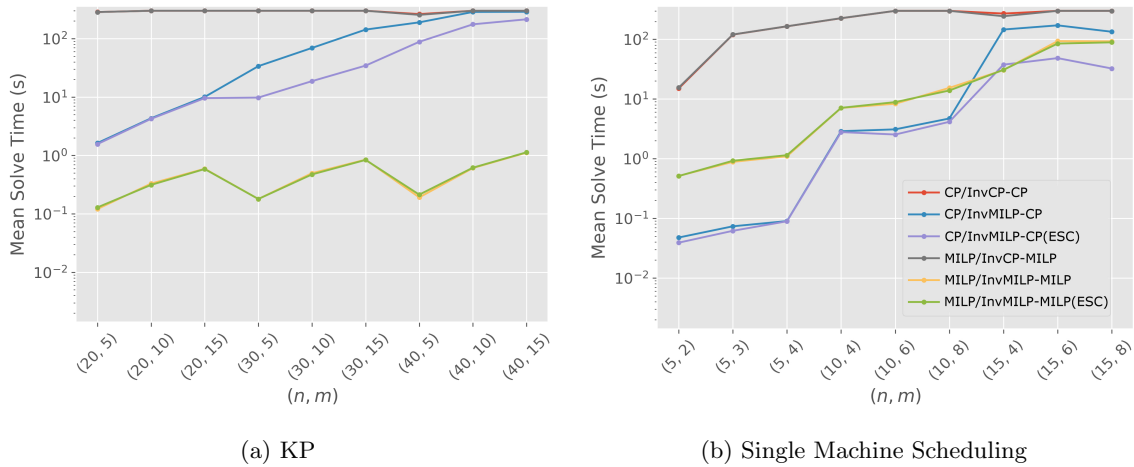 Mean Solve Time (s)
10²
10¹
10⁰
10⁻¹
10⁻²
(20, 5)
(20, 10)
(20, 15)
(30, 5)
(30, 10)
(30, 15)
(40, 5)
(40, 10)
(40, 15)
(n, m)
(a) KP
Mean Solve Time (s)
10²
10¹
10⁰
10⁻¹
10⁻²
CP/InvCP-CP
CP/InvMILP-CP
CP/InvMILP-CP(ESC)
MILP/InvCP-MILP
MILP/InvMILP-MILP
MILP/InvMILP-MILP(ESC)
(5, 2)
(5, 3)
(5, 4)
(10, 4)
(10, 6)
(10, 8)
(15, 4)
(15, 6)
(15, 8)
(n, m)
(b) Single Machine Scheduling